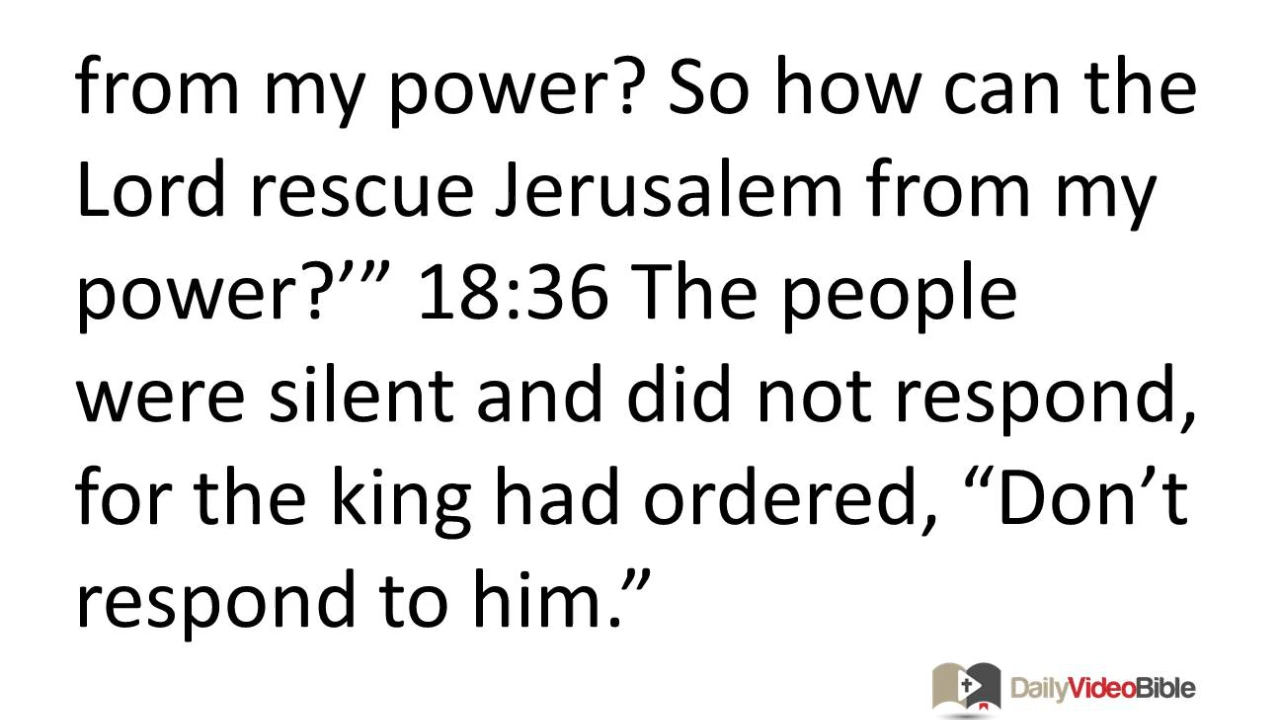 from my power? So how can the
Lord rescue Jerusalem from my
power?’” 18:36 The people
were silent and did not respond,
for the king had ordered, “Don’t
respond to him.”
DailyVideoBible